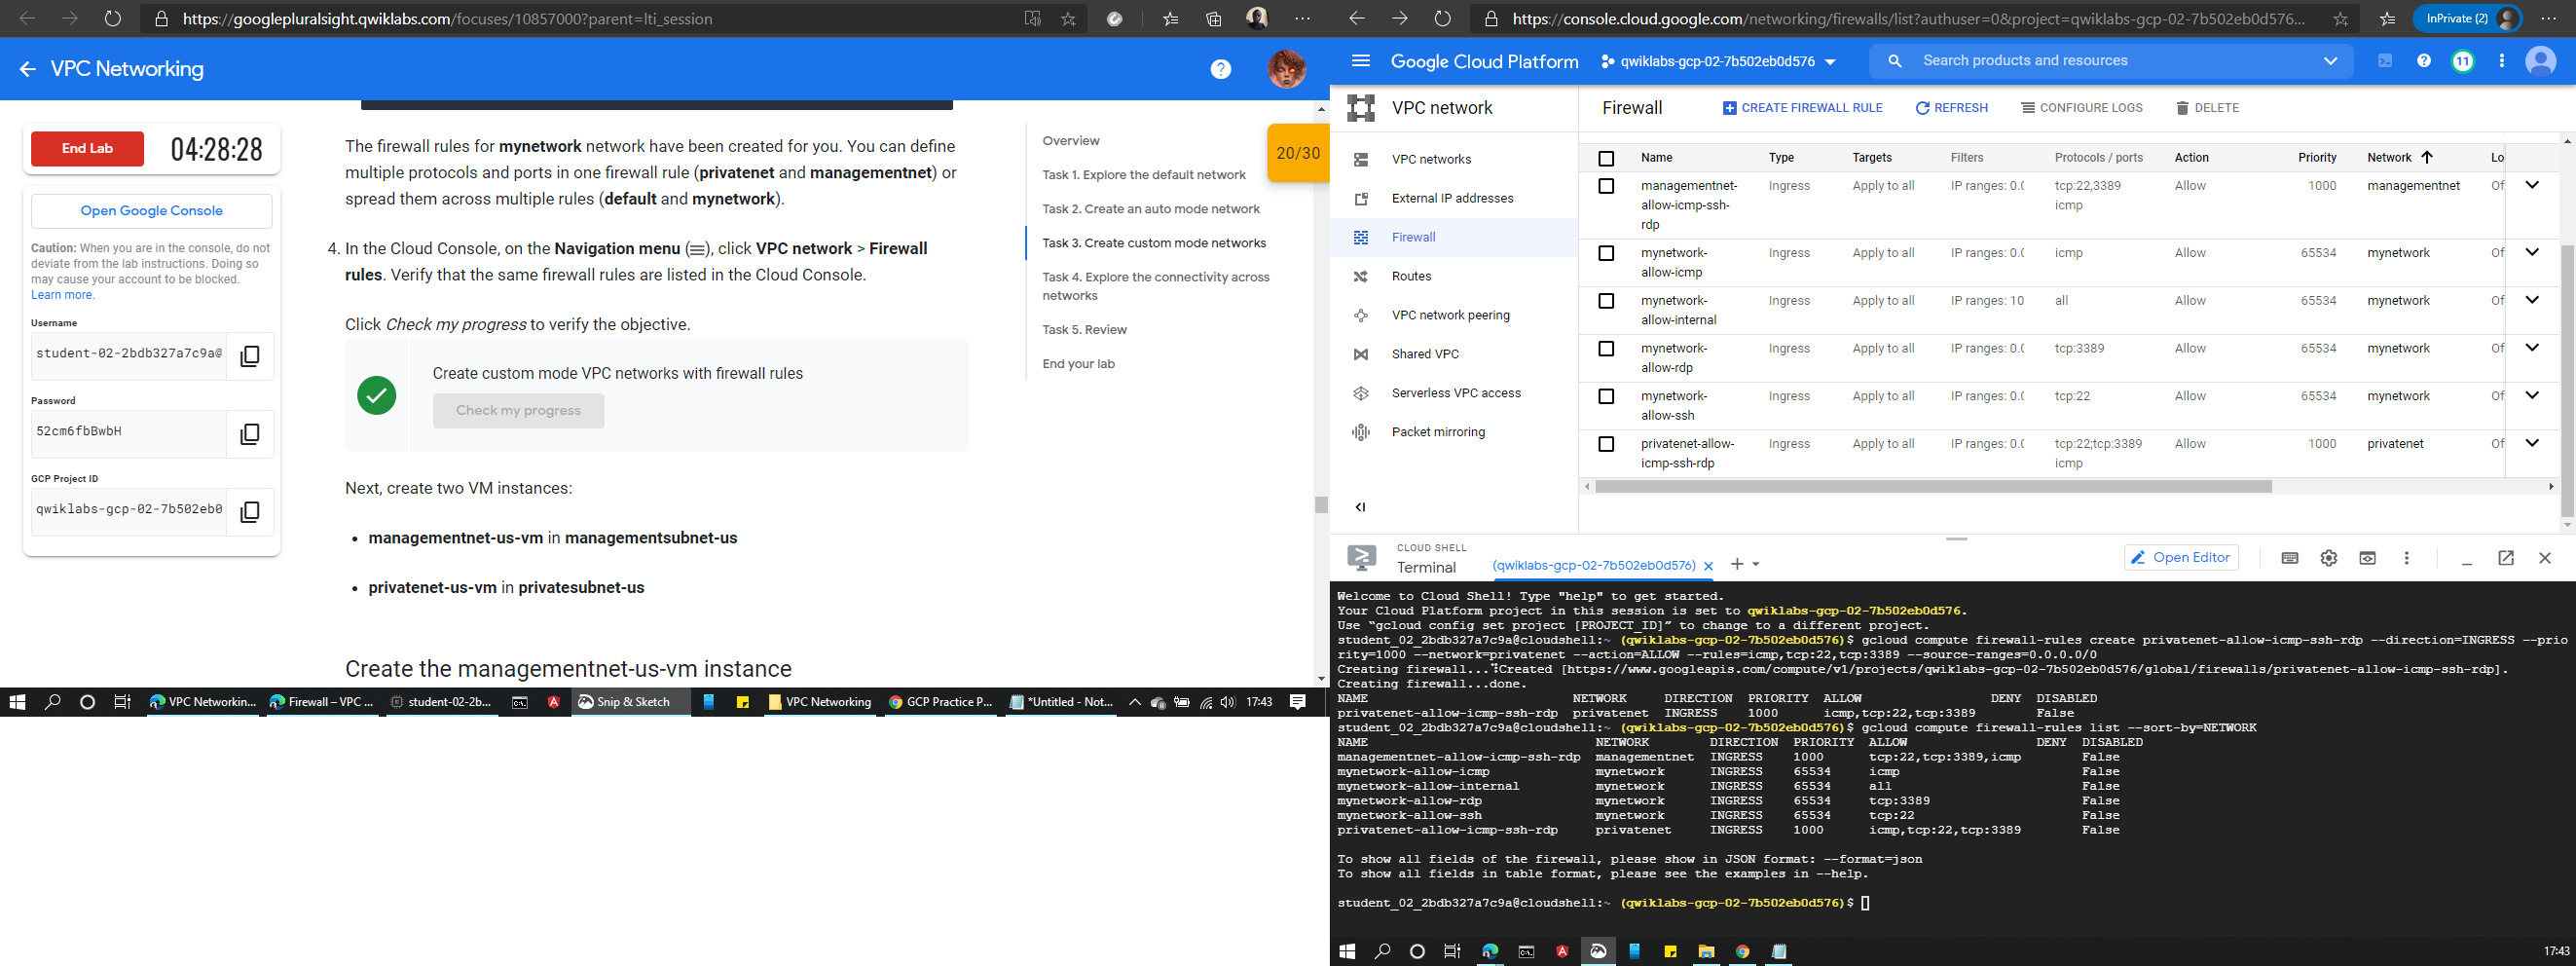 https://googlepluralsight.qwiklabs.com/focuses/10857000?parent=lti_session
VPC Networking
End Lab
04:28:28
Open Google Console
Caution: When you are in the console, do not
deviate from the lab instructions. Doing so
may cause your account to be blocked.
Learn more.
Username
student-02-2bdb327a7c9a@
Password
52cm6fbBwbH
GCP Project ID
qwiklabs-gcp-02-7b502eb0
The firewall rules for mynetwork network have been created for you. You can define
multiple protocols and ports in one firewall rule (privatenet and managementnet) or
spread them across multiple rules (default and mynetwork).
4. In the Cloud Console, on the Navigation menu (≡), click VPC network > Firewall
rules. Verify that the same firewall rules are listed in the Cloud Console.
Click Check my progress to verify the objective.
Create custom mode VPC networks with firewall rules
Check my progress
Next, create two VM instances:
• managementnet-us-vm in managementsubnet-us
• privatenet-us-vm in privatesubnet-us
Create the managementnet-us-vm instance
Overview
Task 1. Explore the default network
Task 2. Create an auto mode network
Task 3. Create custom mode networks
Task 4. Explore the connectivity across
networks
Task 5. Review
End your lab
20/30
VPC Networkin...
Firewall – VPC ...
student-02-2b...
Snip & Sketch
VPC Networking
GCP Practice P...
*Untitled - Not...
17:43
https://console.cloud.google.com/networking/firewalls/list?authuser=0&project=qwiklabs-gcp-02-7b502eb0d576...
InPrivate (2)
Google Cloud Platform
qwiklabs-gcp-02-7b502eb0d576
Search products and resources
11
VPC network
VPC networks
External IP addresses
Firewall
Routes
VPC network peering
Shared VPC
Serverless VPC access
Packet mirroring
Firewall
CREATE FIREWALL RULE
REFRESH
CONFIGURE LOGS
DELETE
Name Type Targets Filters Protocols / ports Action Priority Network Lo
managementnet- Ingress Apply to all IP ranges: 0.( tcp:22,3389 Allow 1000 managementnet Of
allow-icmp-ssh- icmp
rdp
mynetwork- Ingress Apply to all IP ranges: 0.( icmp Allow 65534 mynetwork Of
allow-icmp
mynetwork- Ingress Apply to all IP ranges: 10 all Allow 65534 mynetwork Of
allow-internal
mynetwork- Ingress Apply to all IP ranges: 0.( tcp:3389 Allow 65534 mynetwork Of
allow-rdp
mynetwork- Ingress Apply to all IP ranges: 0.( tcp:22 Allow 65534 mynetwork Of
allow-ssh
privatenet-allow- Ingress Apply to all IP ranges: 0.( tcp:22;tcp:3389 Allow 1000 privatenet Of
icmp-ssh-rdp icmp
CLOUD SHELL
Terminal
(qwiklabs-gcp-02-7b502eb0d576)
Open Editor
Welcome to Cloud Shell! Type "help" to get started.
Your Cloud Platform project in this session is set to qwiklabs-gcp-02-7b502eb0d576.
Use "gcloud config set project [PROJECT_ID]" to change to a different project.
student_02_2bdb327a7c9a@cloudshell:~ (qwiklabs-gcp-02-7b502eb0d576)$ gcloud compute firewall-rules create privatenet-allow-icmp-ssh-rdp --direction=INGRESS --prio
rity=1000 --network=privatenet --action=ALLOW --rules=icmp,tcp:22,tcp:3389 --source-ranges=0.0.0.0/0
Creating firewall...⠹Created [https://www.googleapis.com/compute/v1/projects/qwiklabs-gcp-02-7b502eb0d576/global/firewalls/privatenet-allow-icmp-ssh-rdp].
Creating firewall...done.
NAME NETWORK DIRECTION PRIORITY ALLOW DENY DISABLED
privatenet-allow-icmp-ssh-rdp privatenet INGRESS 1000 icmp,tcp:22,tcp:3389 False
student_02_2bdb327a7c9a@cloudshell:~ (qwiklabs-gcp-02-7b502eb0d576)$ gcloud compute firewall-rules list --sort-by=NETWORK
NAME NETWORK DIRECTION PRIORITY ALLOW DENY DISABLED
managementnet-allow-icmp-ssh-rdp managementnet INGRESS 1000 tcp:22,tcp:3389,icmp False
mynetwork-allow-icmp mynetwork INGRESS 65534 icmp False
mynetwork-allow-internal mynetwork INGRESS 65534 all False
mynetwork-allow-rdp mynetwork INGRESS 65534 tcp:3389 False
mynetwork-allow-ssh mynetwork INGRESS 65534 tcp:22 False
privatenet-allow-icmp-ssh-rdp privatenet INGRESS 1000 icmp,tcp:22,tcp:3389 False
To show all fields of the firewall, please show in JSON format: --format=json
To show all fields in table format, please see the examples in --help.
student_02_2bdb327a7c9a@cloudshell:~ (qwiklabs-gcp-02-7b502eb0d576)$
17:43